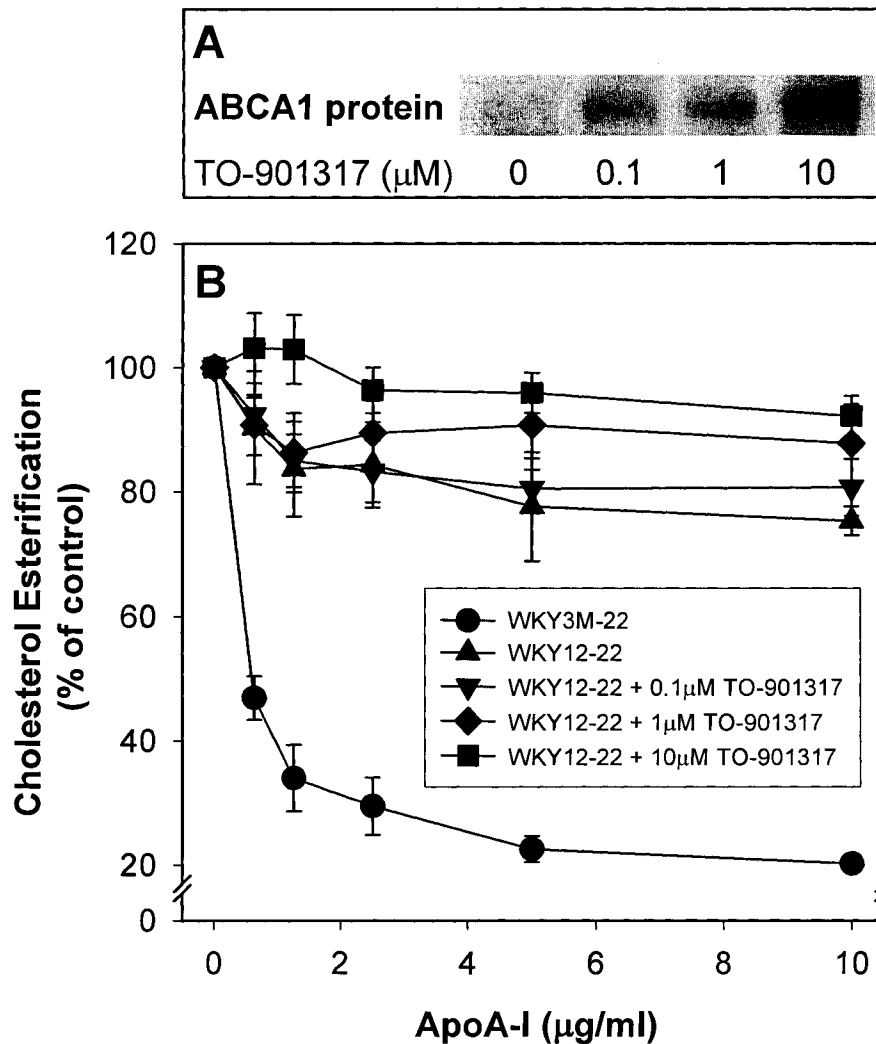 A
ABCA1 protein
TO-901317 (μM) 0 0.1 1 10
B
120
100
80
60
40
20
0
Cholesterol Esterification
(% of control)
WKY3M-22
WKY12-22
WKY12-22 + 0.1μM TO-901317
WKY12-22 + 1μM TO-901317
WKY12-22 + 10μM TO-901317
0 2 4 6 8 10
ApoA-I (μg/ml)